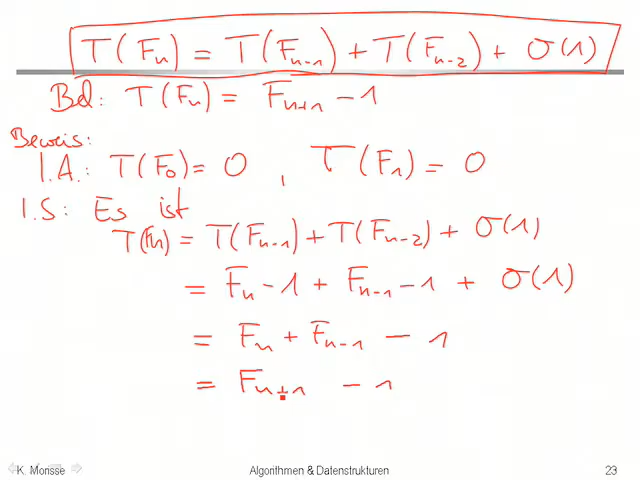 T(Fₙ) = T(Fₙ₋₁) + T(Fₙ₋₂) + O(1)
Beh: T(Fₙ) = Fₙ₊₁ − 1
Beweis:
I.A.: T(F₀) = 0 , T(F₁) = 0
I.S: Es ist
T(Fₙ) = T(Fₙ₋₁) + T(Fₙ₋₂) + O(1)
= Fₙ − 1 + Fₙ₋₁ − 1 + O(1)
= Fₙ + Fₙ₋₁ − 1
= Fₙ₊₁ − 1
K. Morisse Algorithmen & Datenstrukturen 23